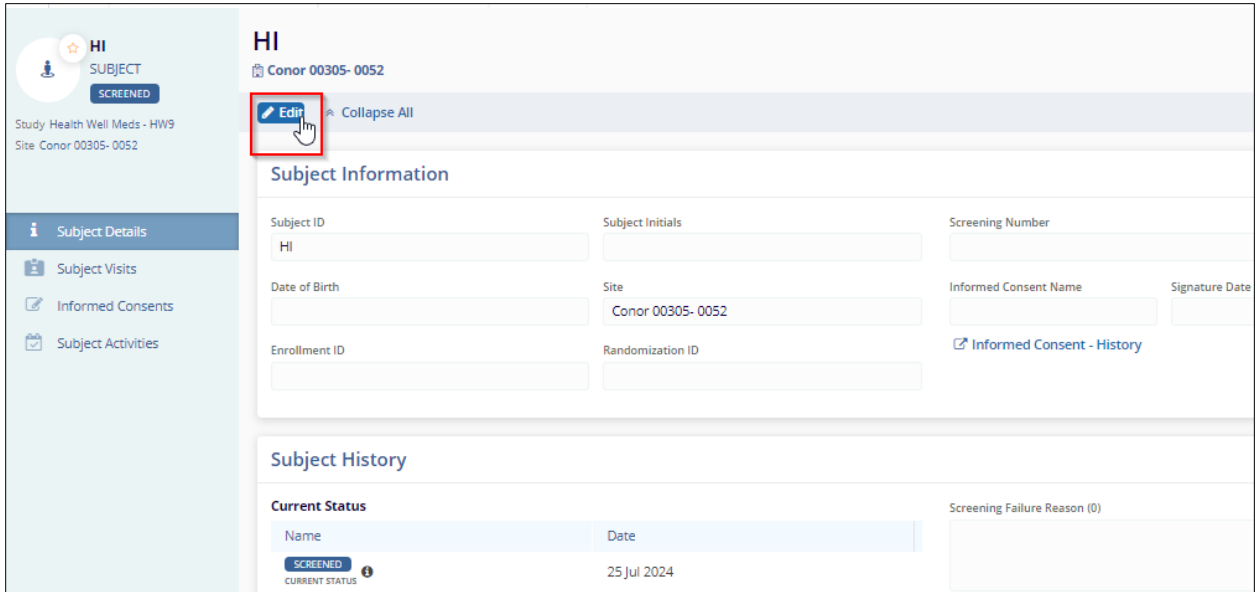 HI
SUBJECT
SCREENED
Study Health Well Meds - HW9
Site Conor 00305- 0052
Subject Details
Subject Visits
Informed Consents
Subject Activities
HI
Conor 00305- 0052
Edit Collapse All
Subject Information
Subject ID Subject Initials Screening Number
HI
Date of Birth Site Informed Consent Name Signature Date
Conor 00305- 0052
Enrollment ID Randomization ID Informed Consent - History
Subject History
Current Status Screening Failure Reason (0)
Name Date
SCREENED 25 Jul 2024
CURRENT STATUS